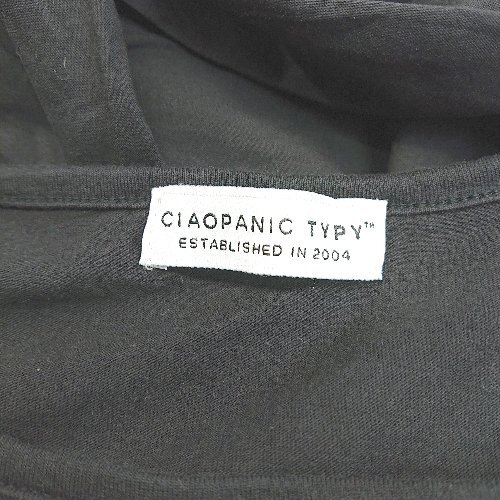 CIAOPANIC TYPY™
ESTABLISHED IN 2004